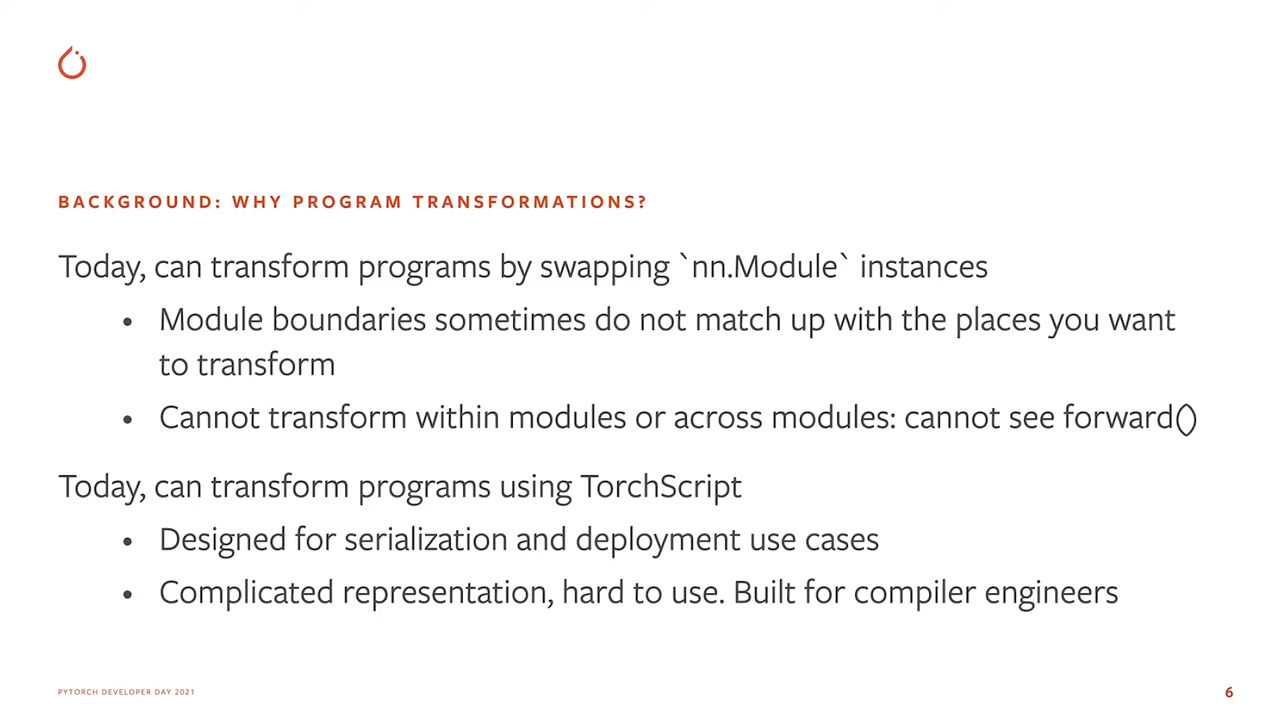 BACKGROUND: WHY PROGRAM TRANSFORMATIONS?
Today, can transform programs by swapping `nn.Module` instances
• Module boundaries sometimes do not match up with the places you want
to transform
• Cannot transform within modules or across modules: cannot see forward()
Today, can transform programs using TorchScript
• Designed for serialization and deployment use cases
• Complicated representation, hard to use. Built for compiler engineers
PYTORCH DEVELOPER DAY 2021
6